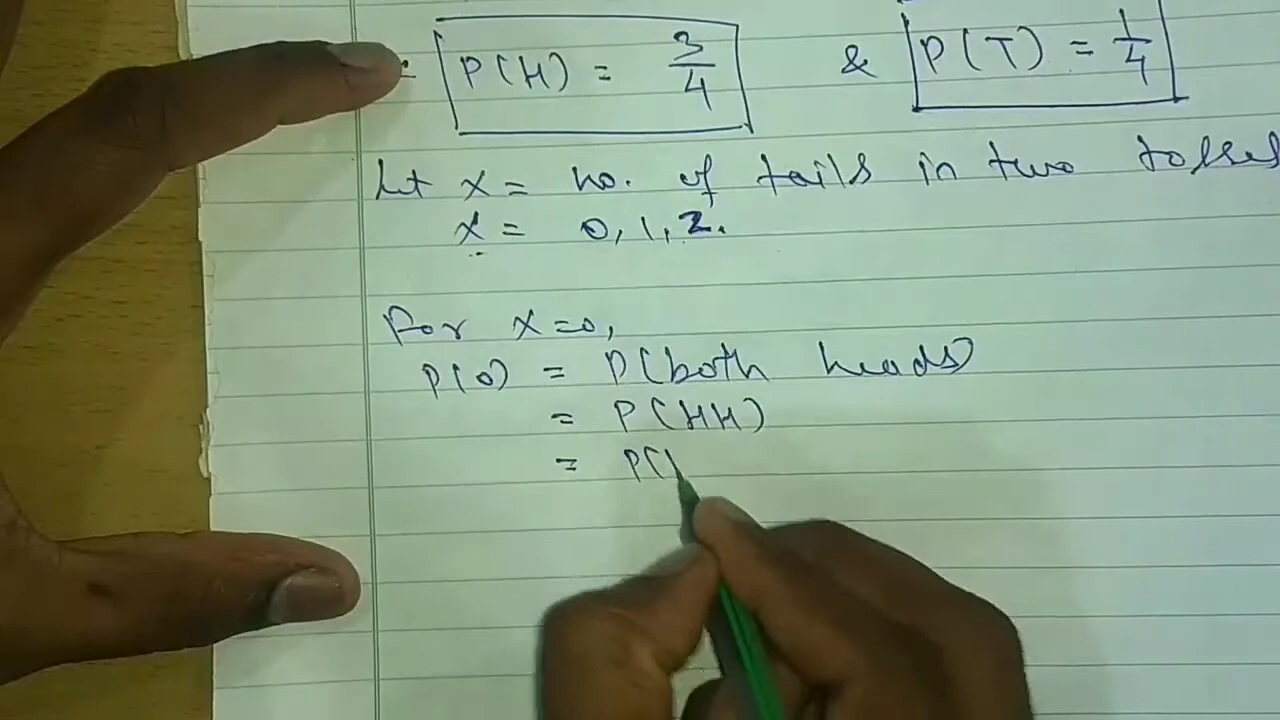 P(H) = 3/4 & P(T) = 1/4
Let X = no. of tails in two tosses
X = 0, 1, 2.
For X = 0,
P(0) = P(both heads)
= P(HH)
= P(